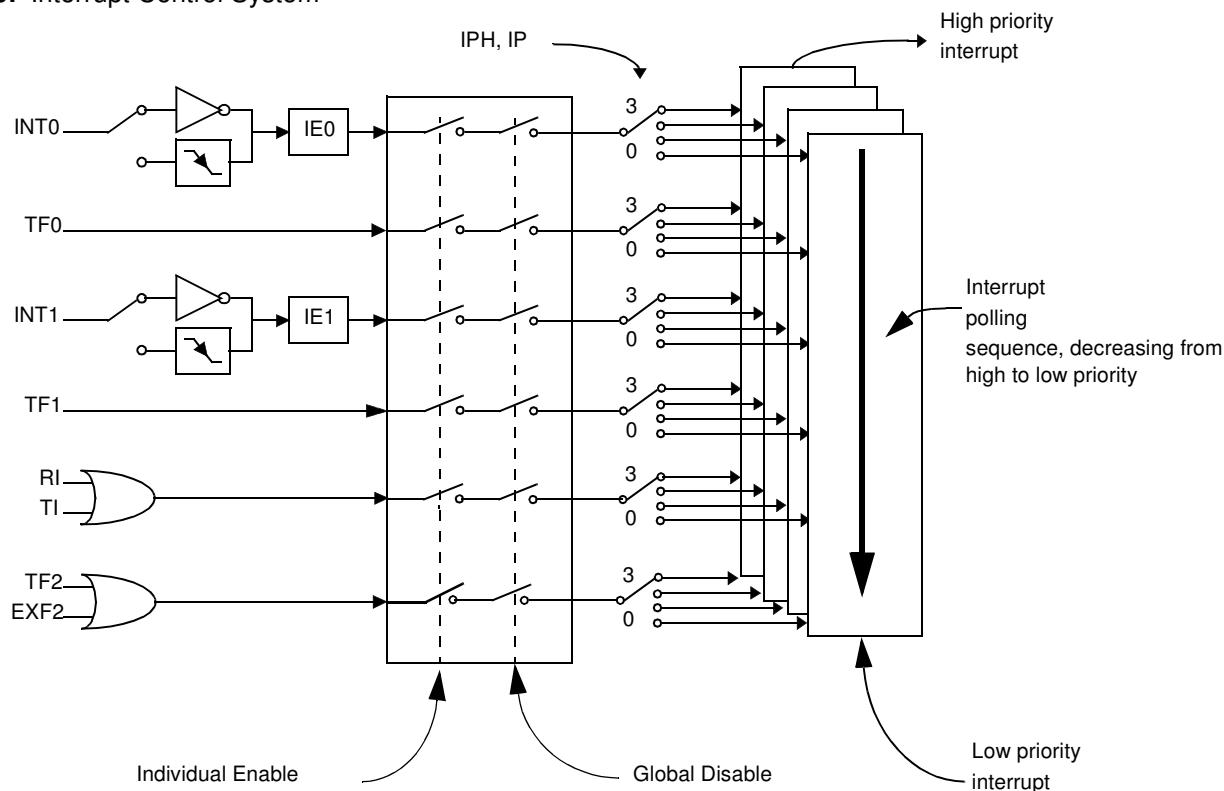 Interrupt Control System
High priority
interrupt
IPH, IP
3
INT0
IE0
0
3
TF0
0
3
INT1
IE1
0
Interrupt
polling
sequence, decreasing from
high to low priority
3
TF1
0
3
RI
TI
0
3
TF2
EXF2
0
Individual Enable
Global Disable
Low priority
interrupt